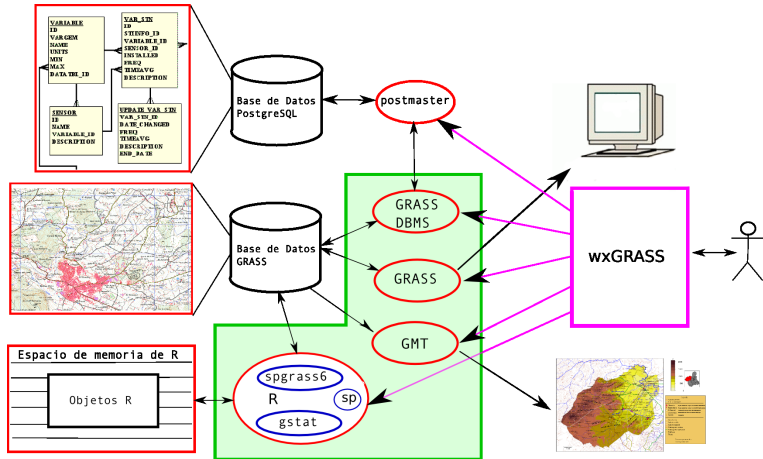 VARIABLE
ID
VARGEM
NAME
UNITS
MIN
MAX
DATATBL_ID
VAR_STN
ID
STIINFO_ID
VARIABLE_ID
SENSOR_ID
INSTALLED
FREQ
TIMEAVG
DESCRIPTION
SENSOR
ID
NAME
VARIABLE_ID
DESCRIPTION
UPDATE_VAR_STN
VAR_STN_ID
DATE_CHANGED
FREQ
TIMEAVG
DESCRIPTION
END_DATE
Base de Datos
PostgreSQL
postmaster
GRASS
DBMS
Base de Datos
GRASS
GRASS
wxGRASS
GMT
Espacio de memoria de R
Objetos R
spgrass6
R
sp
gstat